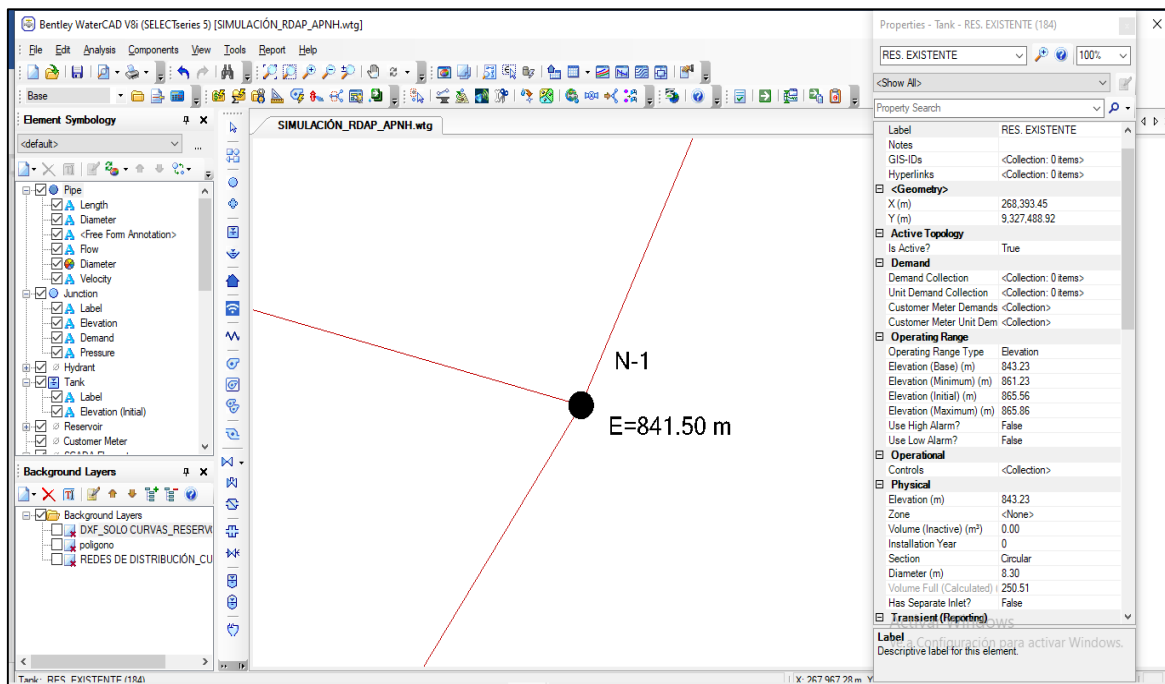 Bentley WaterCAD V8i (SELECTseries 5) [SIMULACIÓN_RDAP_APNH.wtg]
File Edit Analysis Components View Tools Report Help
Base
Element Symbology
<default>
...
Pipe
Length
Diameter
<Free Form Annotation>
Flow
Diameter
Velocity
Junction
Label
Elevation
Demand
Pressure
Hydrant
Tank
Label
Elevation (Initial)
Reservoir
Customer Meter
Background Layers
Background Layers
DXF_SOLO CURVAS_RESERV
poligono
REDES DE DISTRIBUCIÓN_CU
SIMULACIÓN_RDAP_APNH.wtg
N-1
E=841.50 m
Properties - Tank - RES. EXISTENTE (184)
RES. EXISTENTE 100%
<Show All>
Property Search
Label RES. EXISTENTE
Notes
GIS-IDs <Collection: 0 items>
Hyperlinks <Collection: 0 items>
<Geometry>
X (m) 268,393.45
Y (m) 9,327,488.92
Active Topology
Is Active? True
Demand
Demand Collection <Collection: 0 items>
Unit Demand Collection <Collection: 0 items>
Customer Meter Demands <Collection>
Customer Meter Unit Dem <Collection>
Operating Range
Operating Range Type Elevation
Elevation (Base) (m) 843.23
Elevation (Minimum) (m) 861.23
Elevation (Initial) (m) 865.56
Elevation (Maximum) (m) 865.86
Use High Alarm? False
Use Low Alarm? False
Operational
Controls <Collection>
Physical
Elevation (m) 843.23
Zone <None>
Volume (Inactive) (m³) 0.00
Installation Year 0
Section Circular
Diameter (m) 8.30
Volume Full (Calculated) ( 250.51
Has Separate Inlet? False
Transient (Reporting)
Activar Windows
Ve a Configuración para activar Windows.
Label
Descriptive label for this element.
Tank: RES. EXISTENTE (184)
X: 267,967.28 m, Y